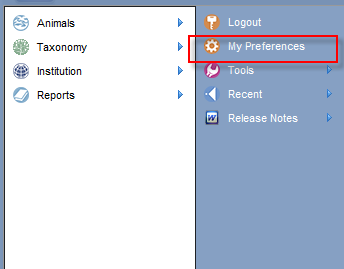 Animals
Taxonomy
Institution
Reports
Logout
My Preferences
Tools
Recent
Release Notes